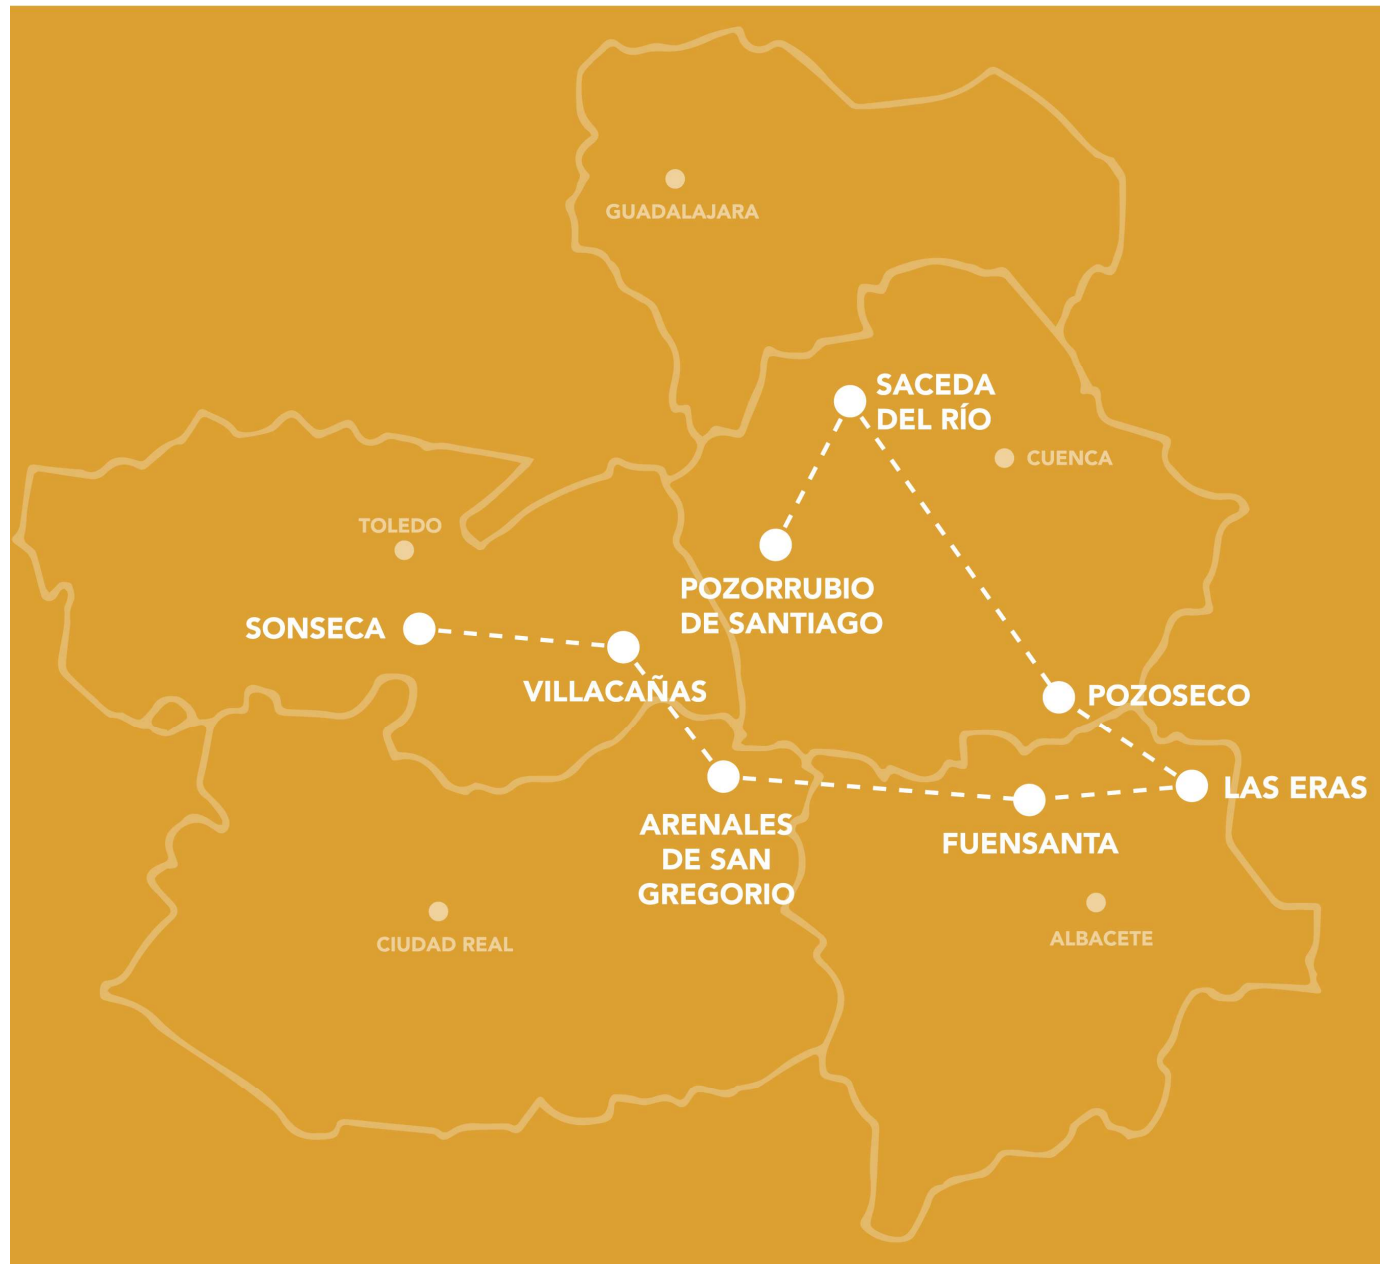 GUADALAJARA
SACEDA
DEL RÍO
CUENCA
TOLEDO
POZORRUBIO
DE SANTIAGO
SONSECA
VILLACAÑAS
POZOSECO
LAS ERAS
ARENALES
DE SAN
GREGORIO
FUENSANTA
CIUDAD REAL
ALBACETE